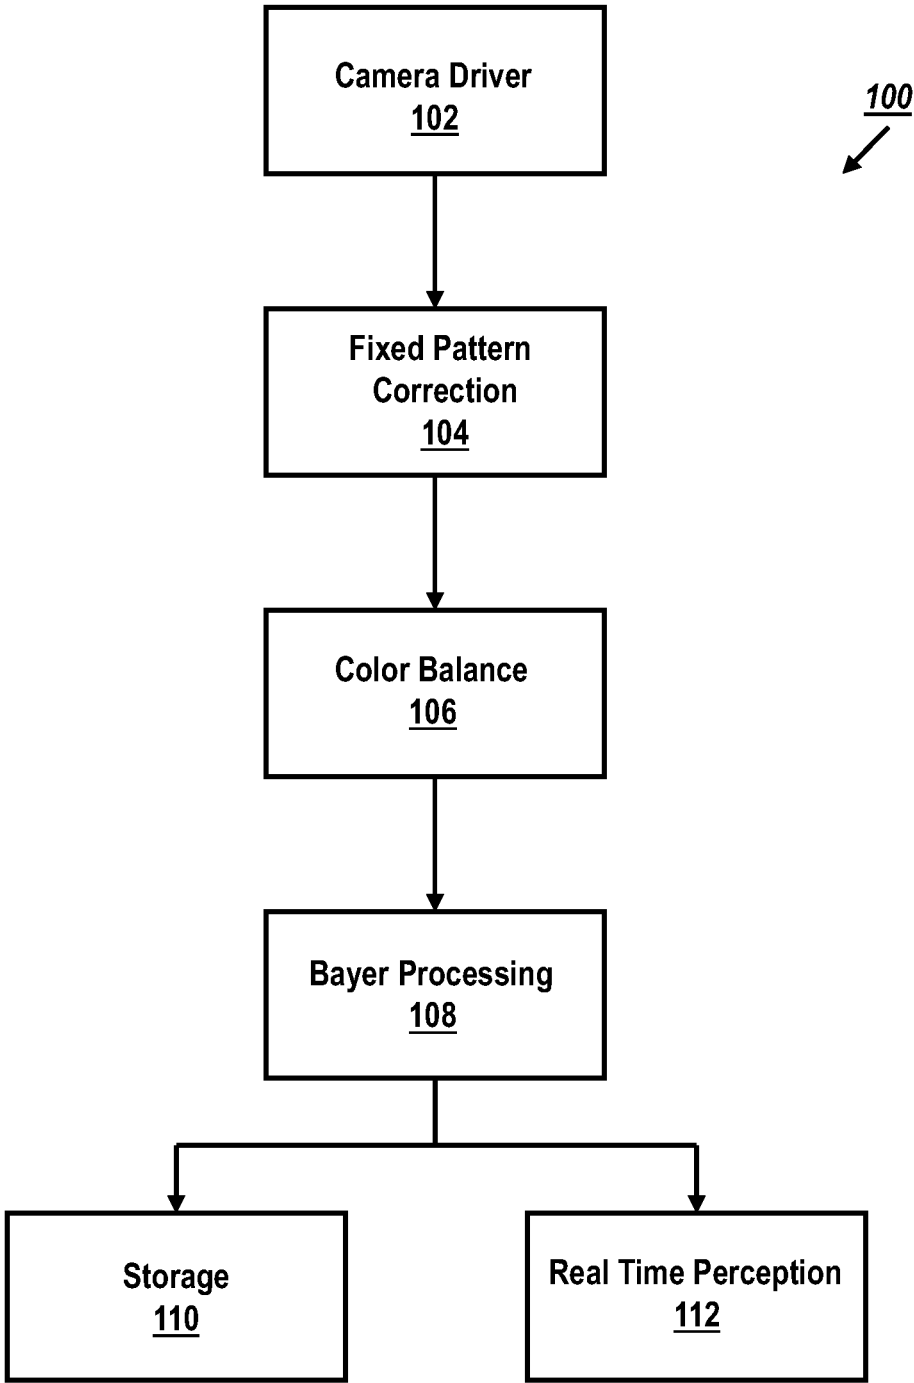 Camera Driver
102
100
Fixed Pattern
Correction
104
Color Balance
106
Bayer Processing
108
Storage
110
Real Time Perception
112